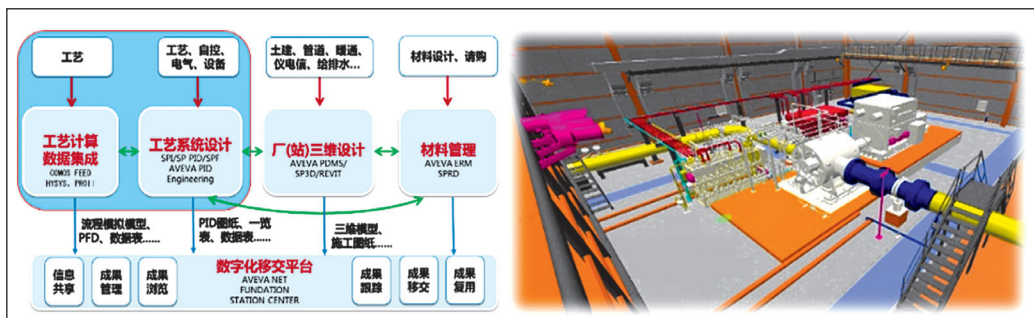 工艺
工艺、自控、
电气、设备
土建、管道、暖通、
仪电信、给排水...
材料设计、请购
工艺计算
数据集成
COMOS FEED
HYSYS、PROII
工艺系统设计
SPI/SP PID/SPF
AVEVA PID
Engineering
厂(站)三维设计
AVEVA PDMS/
SP3D/REVIT
材料管理
AVEVA ERM
SPRD
流程模拟模型、
PFD、数据表......
PID图纸、一览
表、数据表......
三维模型、
施工图纸......
信息
共享
成果
管理
成果
浏览
数字化移交平台
AVEVA NET
FUNDATION
STATION CENTER
成果
跟踪
成果
移交
成果
复用